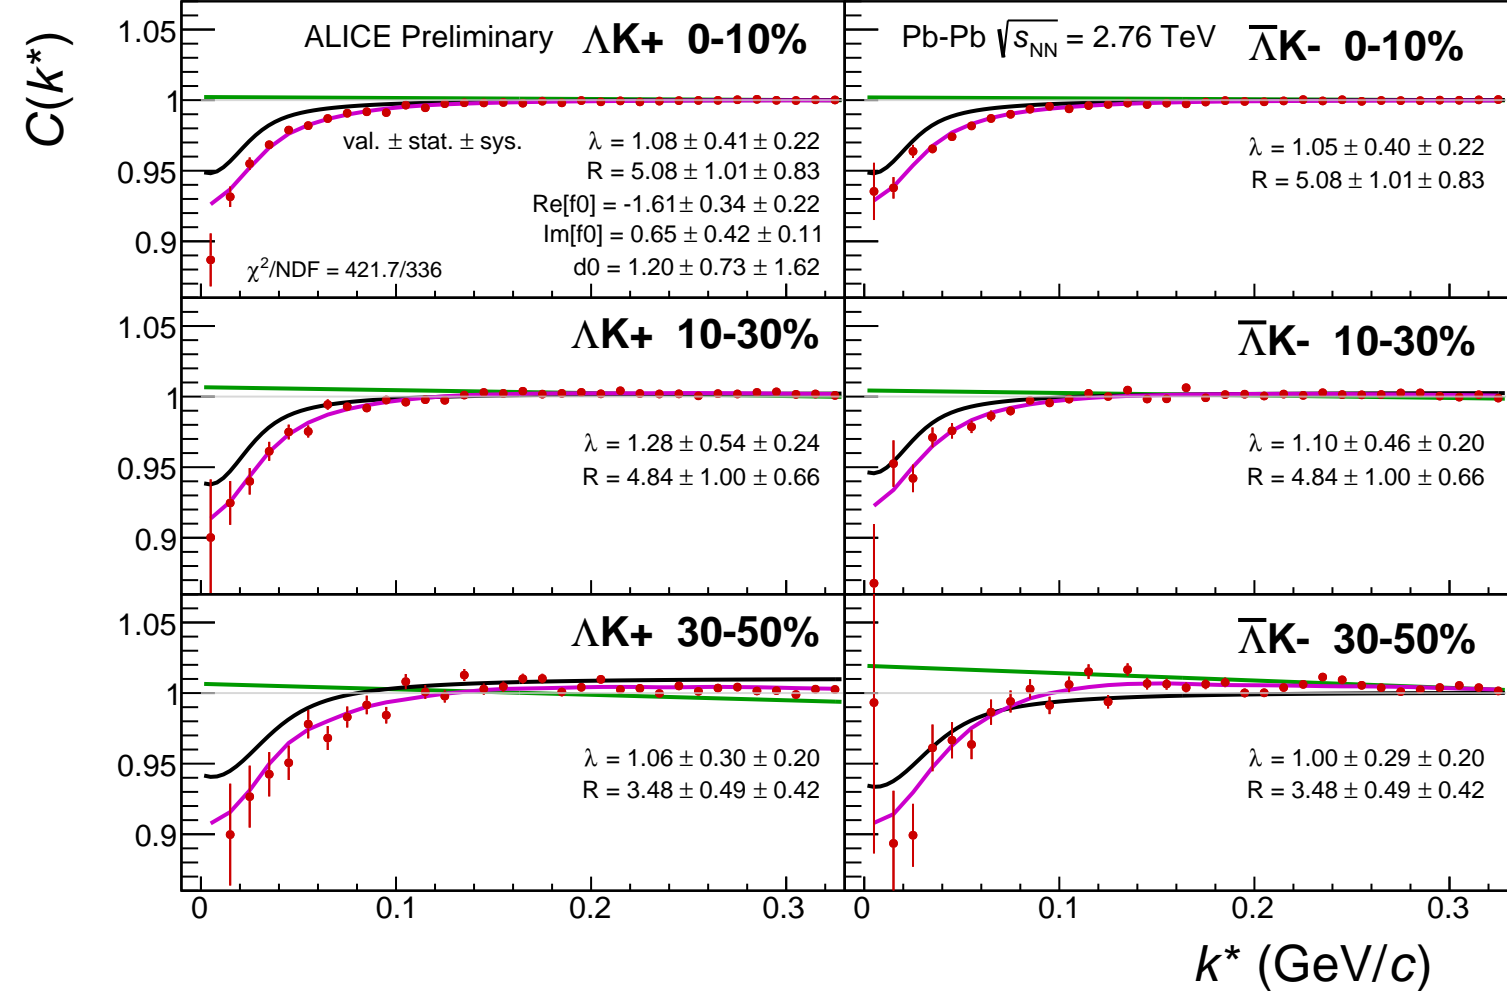 C(k*)
1.05
1
0.95
0.9
ALICE Preliminary ΛK+ 0-10%
val. ± stat. ± sys.
λ = 1.08 ± 0.41 ± 0.22
R = 5.08 ± 1.01 ± 0.83
Re[f0] = -1.61 ± 0.34 ± 0.22
Im[f0] = 0.65 ± 0.42 ± 0.11
d0 = 1.20 ± 0.73 ± 1.62
χ²/NDF = 421.7/336
Pb-Pb √s_NN = 2.76 TeV Λ̅K- 0-10%
λ = 1.05 ± 0.40 ± 0.22
R = 5.08 ± 1.01 ± 0.83
1.05
1
0.95
0.9
ΛK+ 10-30%
λ = 1.28 ± 0.54 ± 0.24
R = 4.84 ± 1.00 ± 0.66
Λ̅K- 10-30%
λ = 1.10 ± 0.46 ± 0.20
R = 4.84 ± 1.00 ± 0.66
1.05
1
0.95
0.9
ΛK+ 30-50%
λ = 1.06 ± 0.30 ± 0.20
R = 3.48 ± 0.49 ± 0.42
Λ̅K- 30-50%
λ = 1.00 ± 0.29 ± 0.20
R = 3.48 ± 0.49 ± 0.42
0 0.1 0.2 0.3 0 0.1 0.2 0.3
k* (GeV/c)